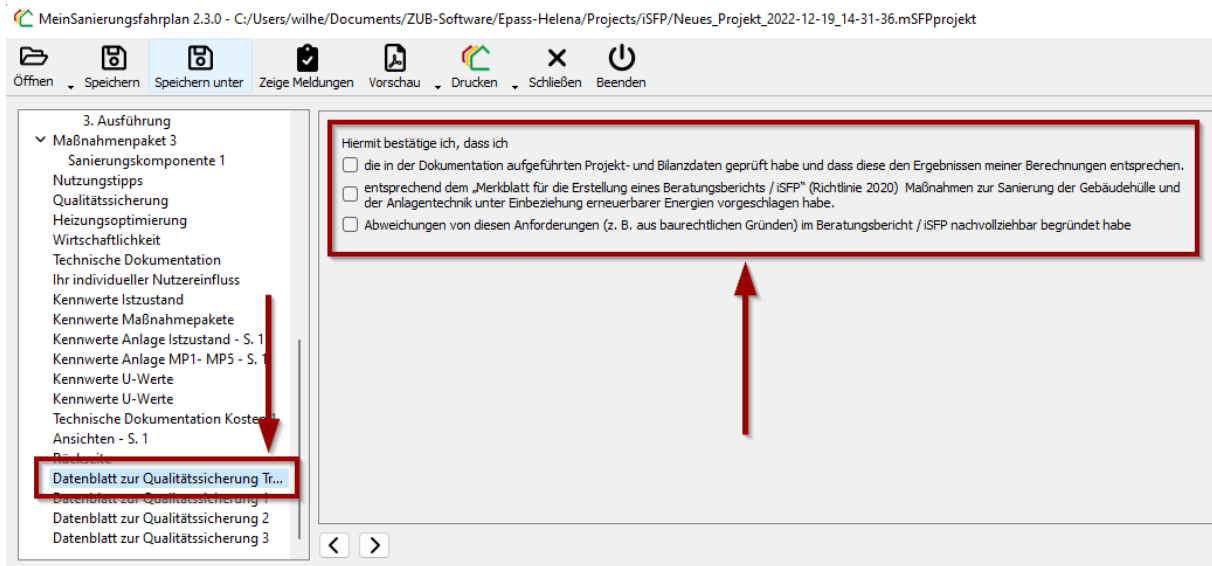 MeinSanierungsfahrplan 2.3.0 - C:/Users/wilhe/Documents/ZUB-Software/Epass-Helena/Projects/iSFP/Neues_Projekt_2022-12-19_14-31-36.mSFPprojekt
Öffnen Speichern Speichern unter Zeige Meldungen Vorschau Drucken Schließen Beenden
3. Ausführung
Maßnahmenpaket 3
Sanierungskomponente 1
Nutzungstipps
Qualitätssicherung
Heizungsoptimierung
Wirtschaftlichkeit
Technische Dokumentation
Ihr individueller Nutzereinfluss
Kennwerte Istzustand
Kennwerte Maßnahmepakete
Kennwerte Anlage Istzustand - S. 1
Kennwerte Anlage MP1- MP5 - S. 1
Kennwerte U-Werte
Kennwerte U-Werte
Technische Dokumentation Kosten 1
Ansichten - S. 1
Rückseite
Datenblatt zur Qualitätssicherung Tr...
Datenblatt zur Qualitätssicherung 1
Datenblatt zur Qualitätssicherung 2
Datenblatt zur Qualitätssicherung 3
Hiermit bestätige ich, dass ich
die in der Dokumentation aufgeführten Projekt- und Bilanzdaten geprüft habe und dass diese den Ergebnissen meiner Berechnungen entsprechen.
entsprechend dem „Merkblatt für die Erstellung eines Beratungsberichts / iSFP“ (Richtlinie 2020) Maßnahmen zur Sanierung der Gebäudehülle und
der Anlagentechnik unter Einbeziehung erneuerbarer Energien vorgeschlagen habe.
Abweichungen von diesen Anforderungen (z. B. aus baurechtlichen Gründen) im Beratungsbericht / iSFP nachvollziehbar begründet habe